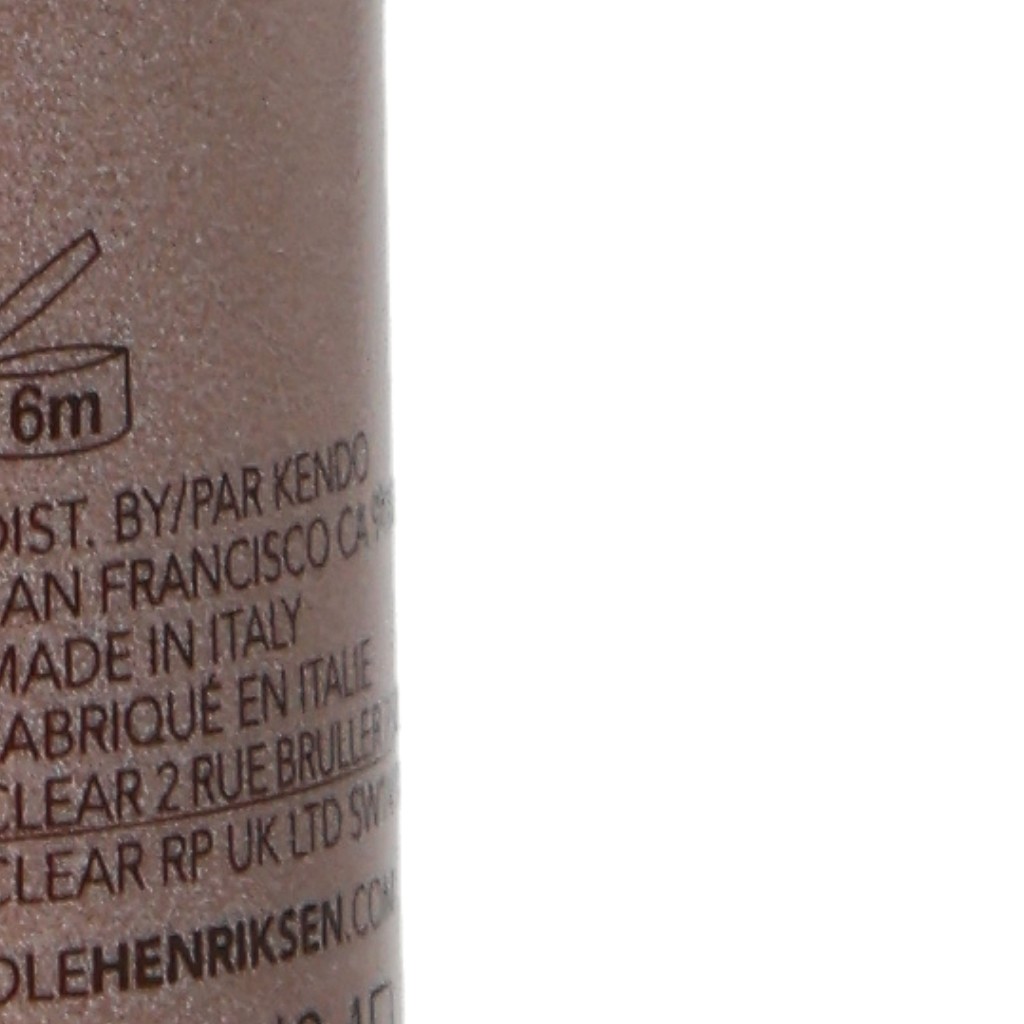 6m
DIST. BY/PAR KENDO
AN FRANCISCO CA
MADE IN ITALY
ABRIQUÉ EN ITALIE
CLEAR 2 RUE BRULLER
CLEAR RP UK LTD
OLEHENRIKSEN.COM